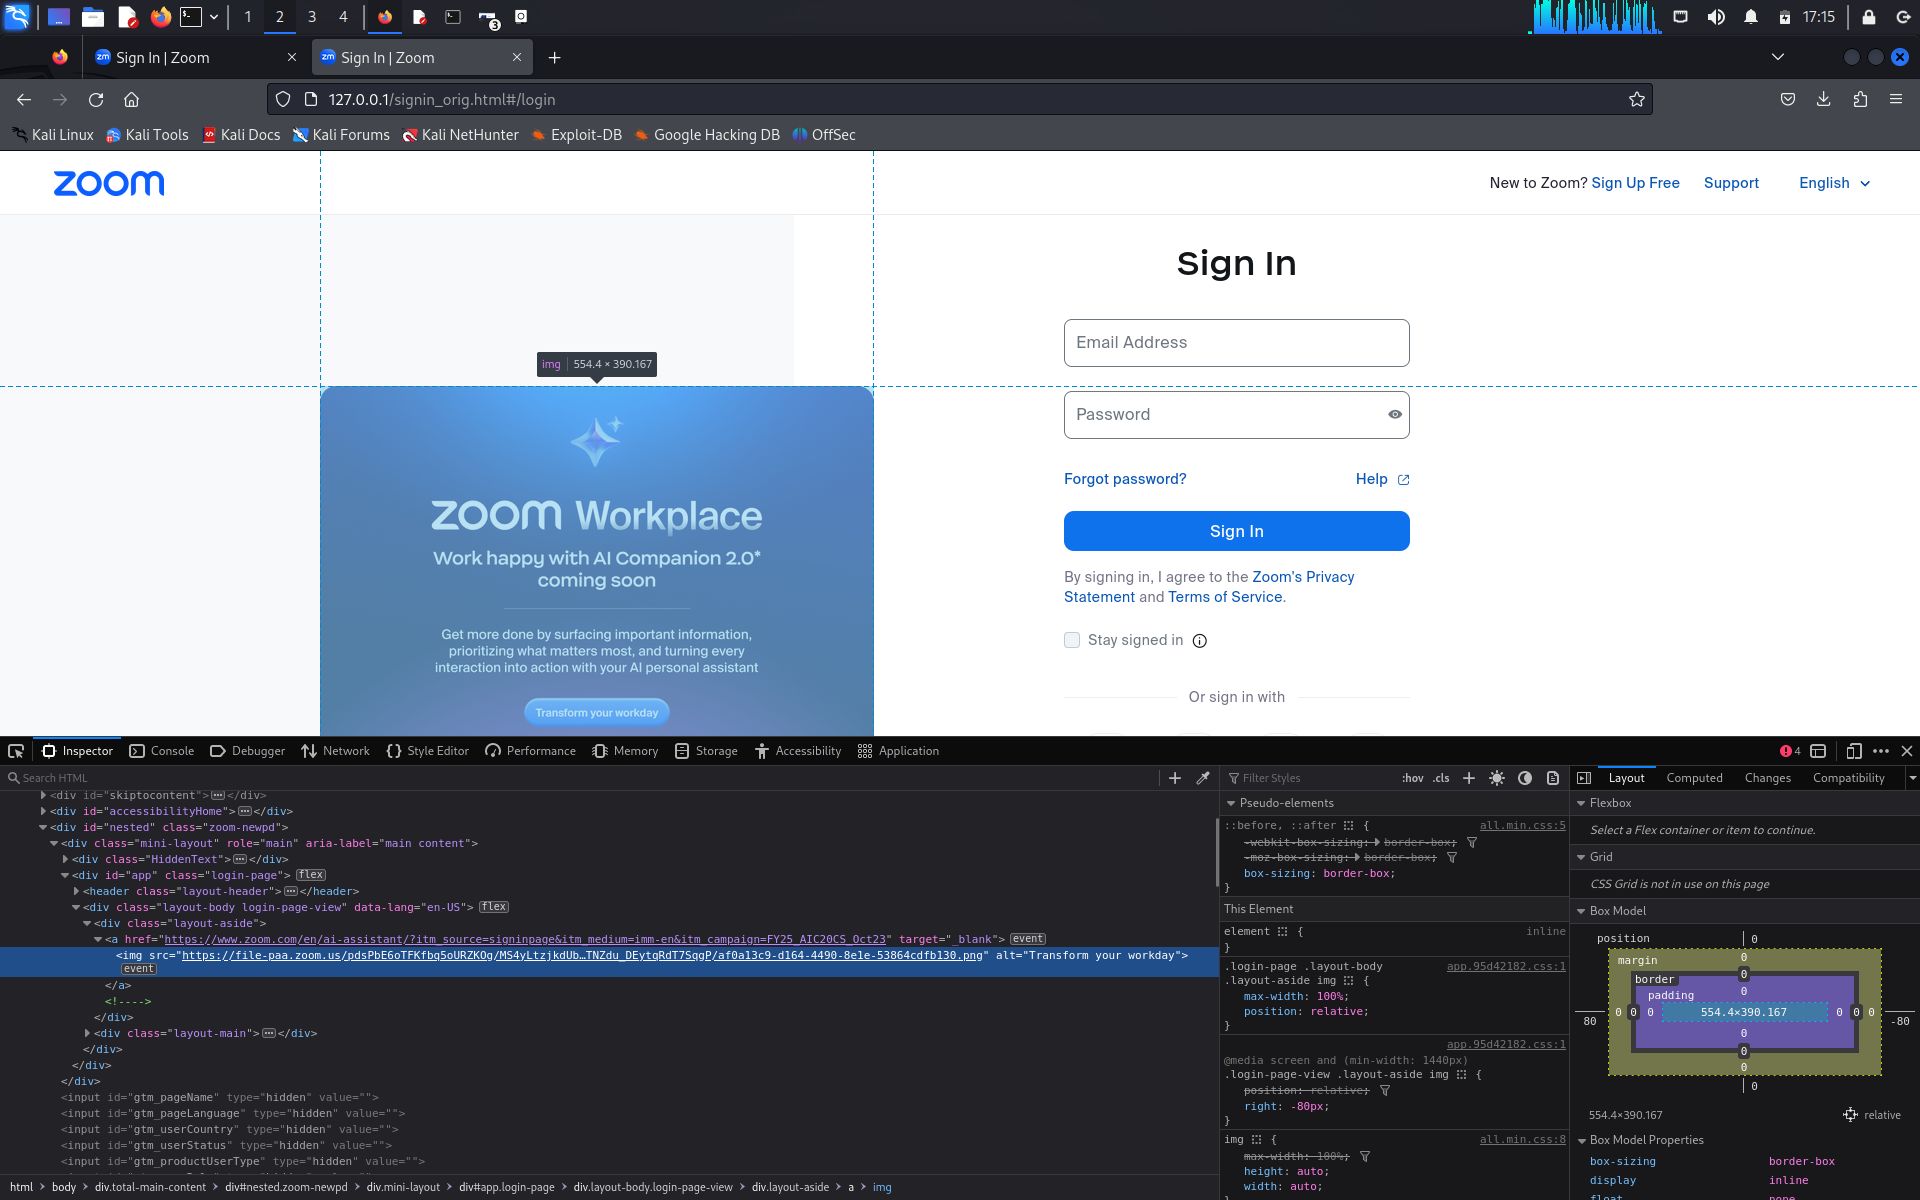 1 2 3 4 3 17:15
Sign In | Zoom Sign In | Zoom
127.0.0.1/signin_orig.html#/login
Kali Linux Kali Tools Kali Docs Kali Forums Kali NetHunter Exploit-DB Google Hacking DB OffSec
zoom New to Zoom? Sign Up Free Support English
Sign In
Email Address
img 554.4 × 390.167
Password
Forgot password? Help
Sign In
By signing in, I agree to the Zoom's Privacy
Statement and Terms of Service.
Stay signed in
Or sign in with
zoom Workplace
Work happy with AI Companion 2.0*
coming soon
Get more done by surfacing important information,
prioritizing what matters most, and turning every
interaction into action with your AI personal assistant
Transform your workday
Inspector Console Debugger Network Style Editor Performance Memory Storage Accessibility Application 4
Search HTML
<div id="skiptocontent"></div>
<div id="accessibilityHome"></div>
<div id="nested" class="zoom-newpd">
<div class="mini-layout" role="main" aria-label="main content">
<div class="HiddenText"></div>
<div id="app" class="login-page"> flex
<header class="layout-header"></header>
<div class="layout-body login-page-view" data-lang="en-US"> flex
<div class="layout-aside">
<a href="https://www.zoom.com/en/ai-assistant/?itm_source=signinpage&itm_medium=imm-en&itm_campaign=FY25_AIC20CS_Oct23" target="_blank"> event
<img src="https://file-paa.zoom.us/pdsPbE6oTFKfbq5oURZKOg/MS4yLtzjkdUb…TNZdu_DEytqRdT7SqgP/af0a13c9-d164-4490-8e1e-53864cdfb130.png" alt="Transform your workday">
event
</a>
<!---->
</div>
<div class="layout-main"></div>
</div>
</div>
</div>
<input id="gtm_pageName" type="hidden" value="">
<input id="gtm_pageLanguage" type="hidden" value="">
<input id="gtm_userCountry" type="hidden" value="">
<input id="gtm_userStatus" type="hidden" value="">
<input id="gtm_productUserType" type="hidden" value="">
html body div.total-main-content div#nested.zoom-newpd div.mini-layout div#app.login-page div.layout-body.login-page-view div.layout-aside a img
Filter Styles :hov .cls
Pseudo-elements
::before, ::after { all.min.css:5
-webkit-box-sizing: border-box;
-moz-box-sizing: border-box;
box-sizing: border-box;
}
This Element
element { inline
}
.login-page .layout-body app.95d42182.css:1
.layout-aside img {
max-width: 100%;
position: relative;
}
app.95d42182.css:1
@media screen and (min-width: 1440px)
.login-page-view .layout-aside img {
position: relative;
right: -80px;
}
img { all.min.css:8
max-width: 100%;
height: auto;
width: auto;
Layout Computed Changes Compatibility
Flexbox
Select a Flex container or item to continue.
Grid
CSS Grid is not in use on this page
Box Model
position 0
margin 0
border 0
padding 0
80 0 0 0 554.4×390.167 0 0 0 -80
0
0
0
0
554.4×390.167 relative
Box Model Properties
box-sizing border-box
display inline
float none